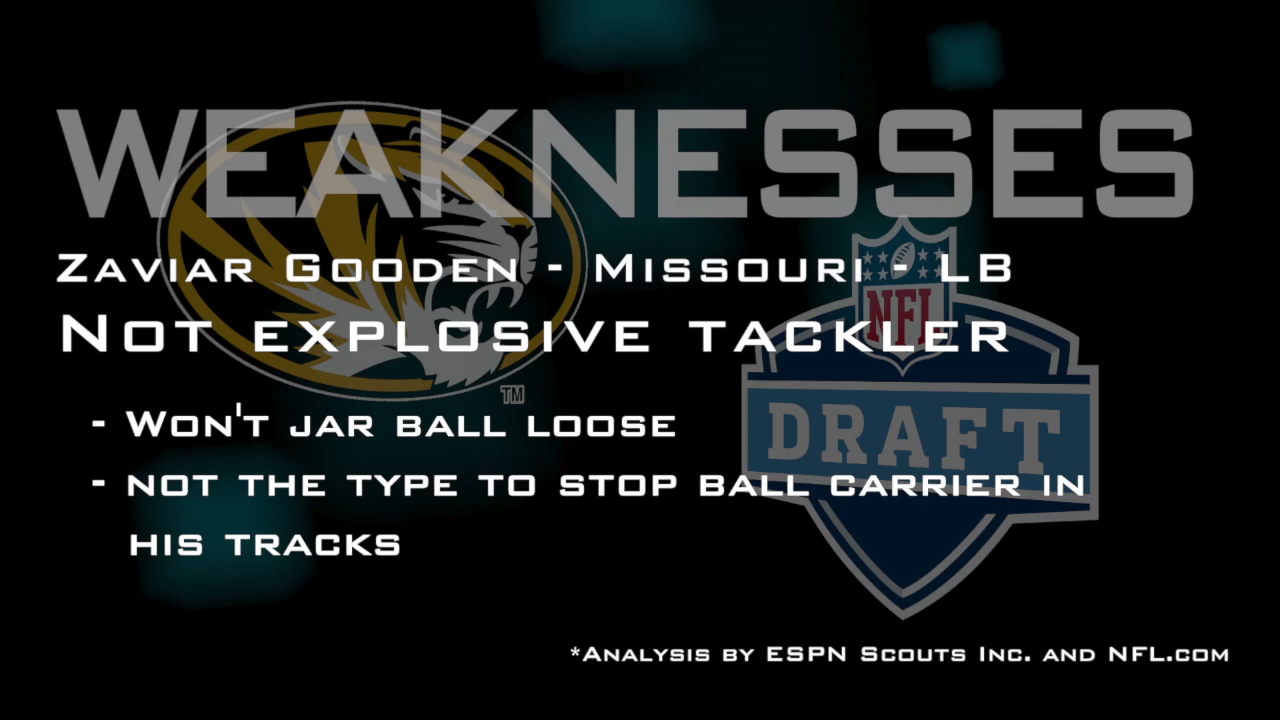 WEAKNESSES
Zaviar Gooden - Missouri - LB
Not explosive tackler
- Won't jar ball loose
- not the type to stop ball carrier in
his tracks
*Analysis by ESPN Scouts Inc. and NFL.com
NFL
DRAFT
TM